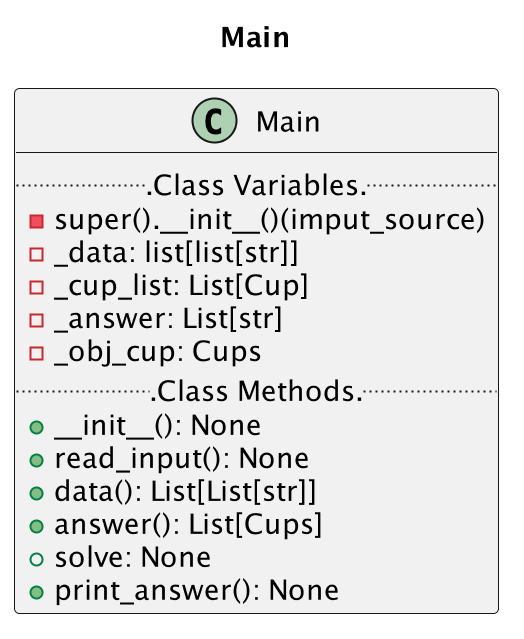 Main
C Main
.Class Variables.
super().__init__()(imput_source)
_data: list[list[str]]
_cup_list: List[Cup]
_answer: List[str]
_obj_cup: Cups
.Class Methods.
__init__(): None
read_input(): None
data(): List[List[str]]
answer(): List[Cups]
solve: None
print_answer(): None